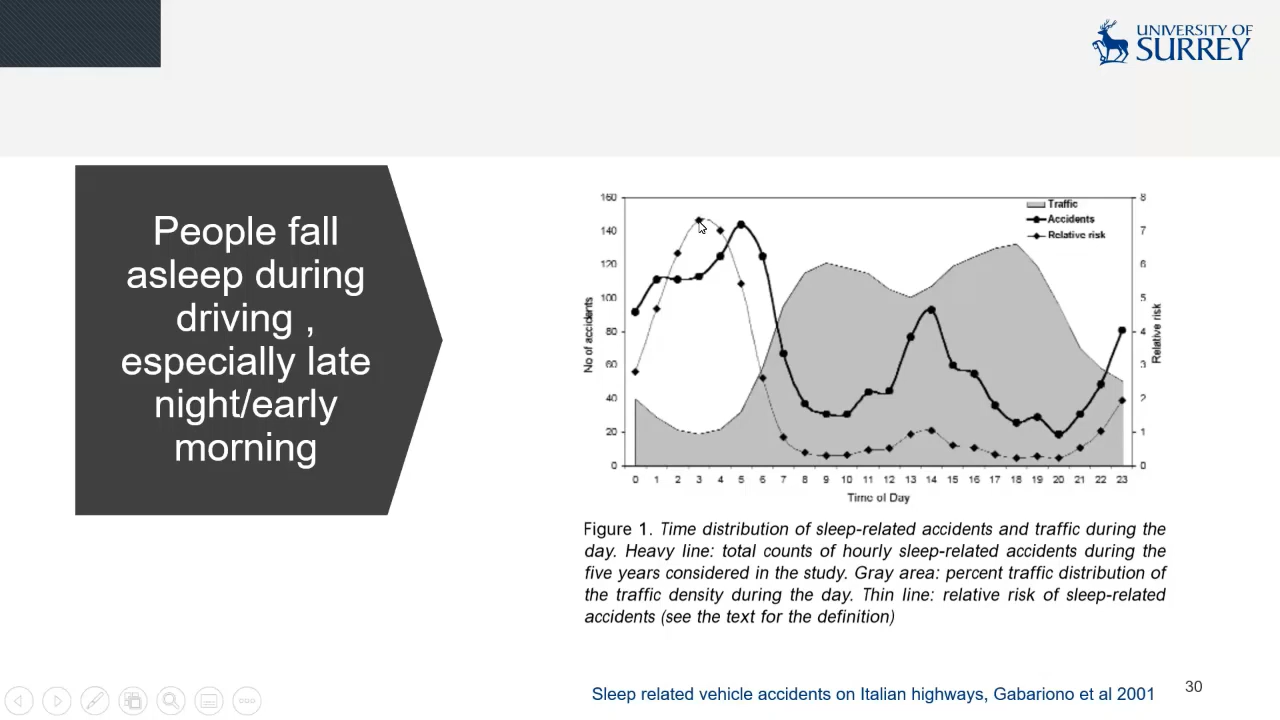 UNIVERSITY OF
SURREY
People fall
asleep during
driving ,
especially late
night/early
morning
160 140 120 100 80 60 40 20 0
No of accidents
Traffic
Accidents
Relative risk
8 7 6 5 4 3 2 1 0
Relative risk
0 1 2 3 4 5 6 7 8 9 10 11 12 13 14 15 16 17 18 19 20 21 22 23
Time of Day
Figure 1. Time distribution of sleep-related accidents and traffic during the
day. Heavy line: total counts of hourly sleep-related accidents during the
five years considered in the study. Gray area: percent traffic distribution of
the traffic density during the day. Thin line: relative risk of sleep-related
accidents (see the text for the definition)
Sleep related vehicle accidents on Italian highways, Gabariono et al 2001
30